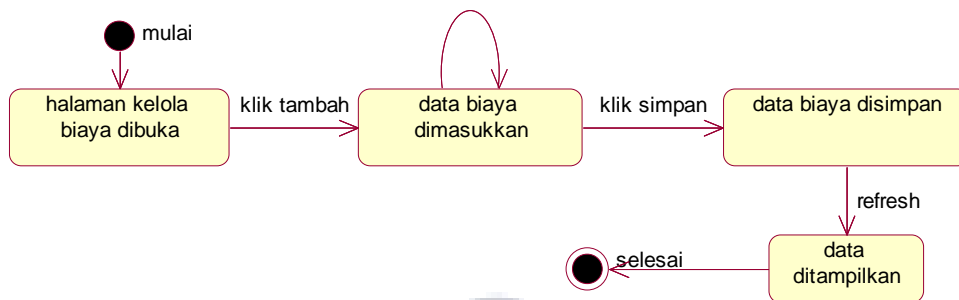 mulai
halaman kelola
biaya dibuka
klik tambah
data biaya
dimasukkan
klik simpan
data biaya disimpan
refresh
data
ditampilkan
selesai